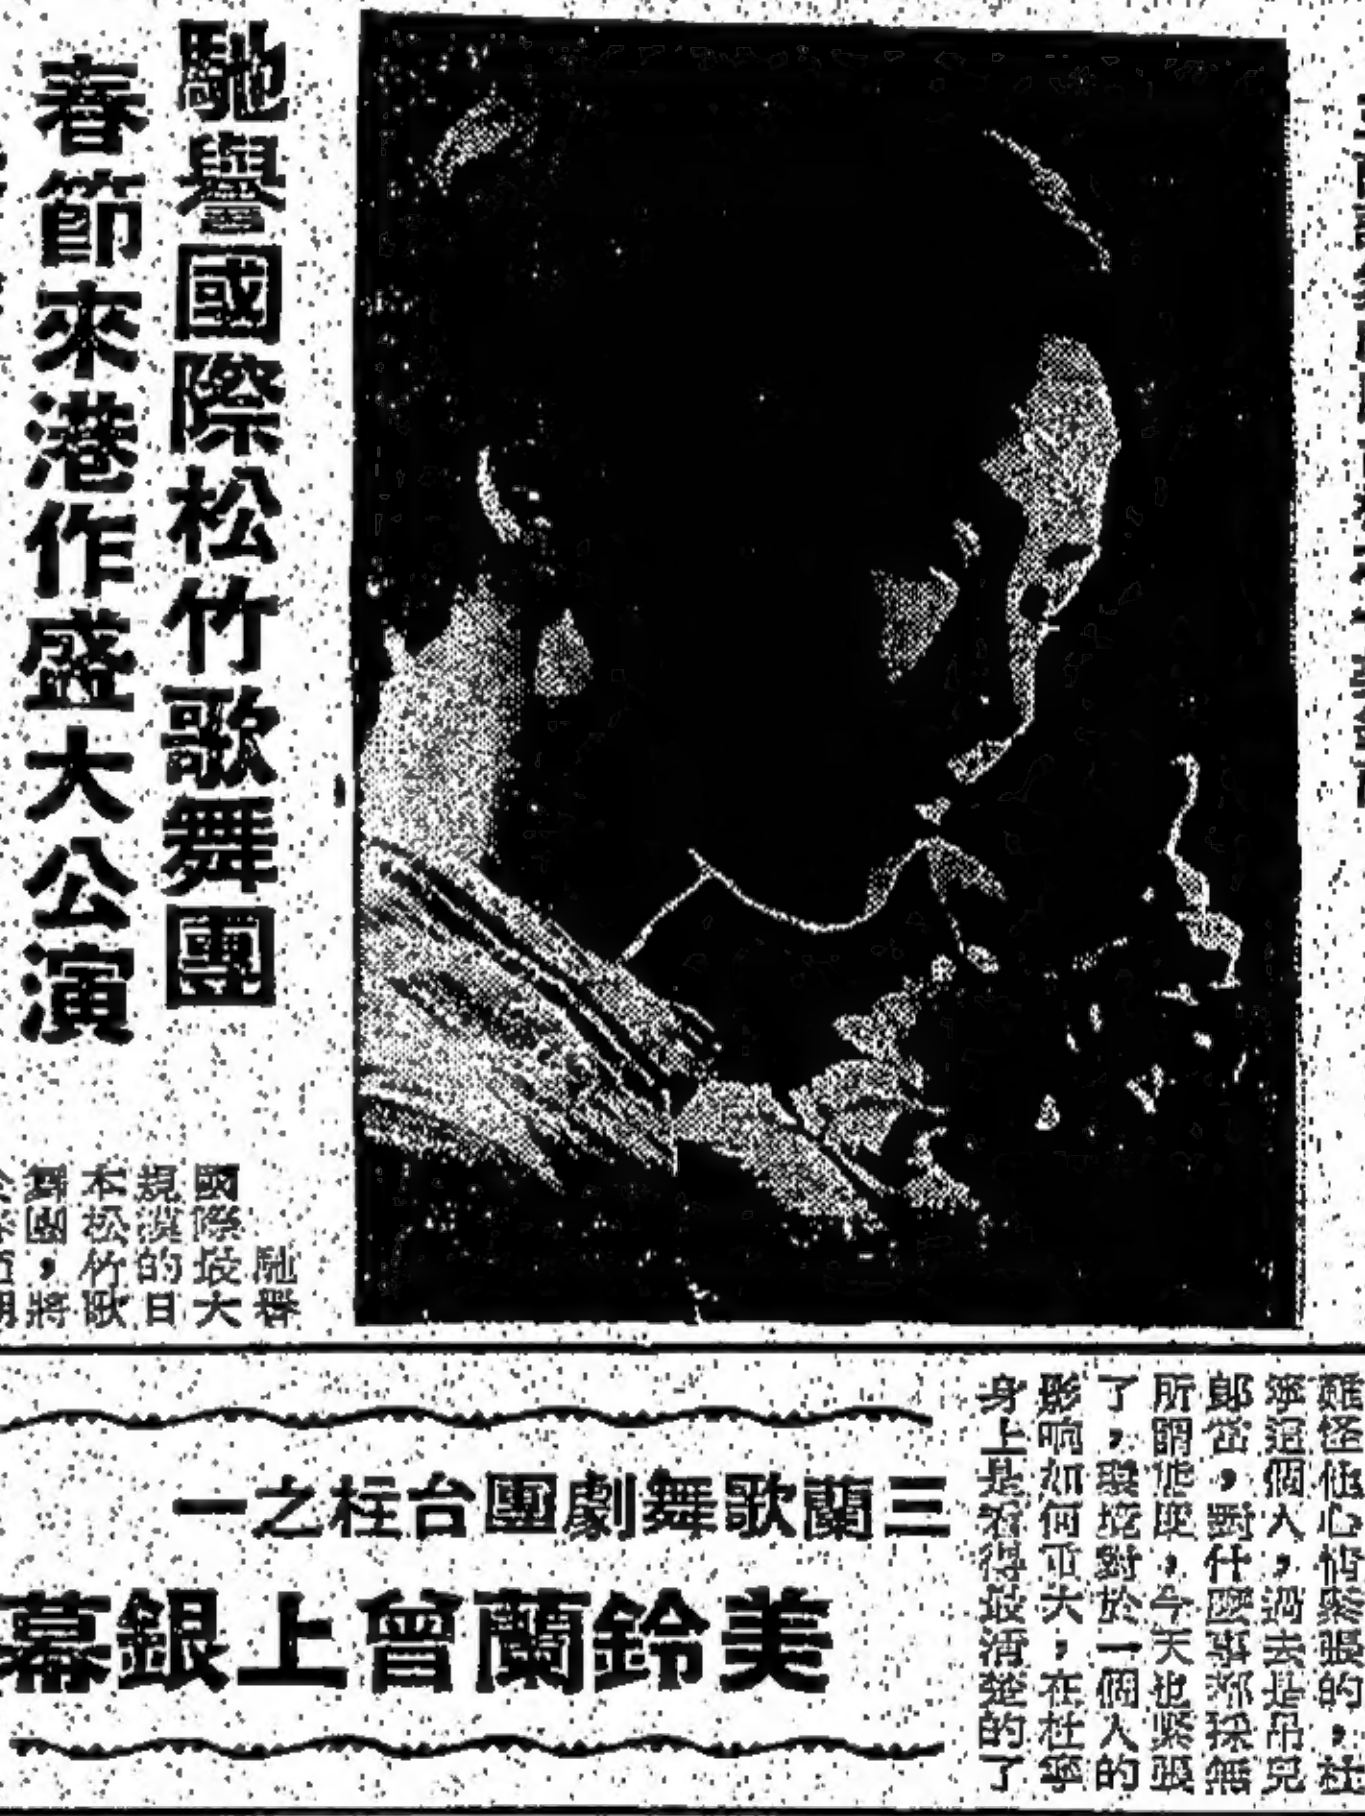 馳譽國際松竹歌舞團
春節來港作盛大公演
馳譽
國際最大
規模的日
本松竹歌
舞團，將
三蘭歌舞劇團台柱之一
美鈴蘭曾上銀幕
難怪他心情緊張的，杜
寧這個人，過去是吊兒
郎當，對什麼事都採無
所謂態度，今天也緊張
了，環境對於一個人的
影响如何重大，在杜寧
身上是看得最清楚的了